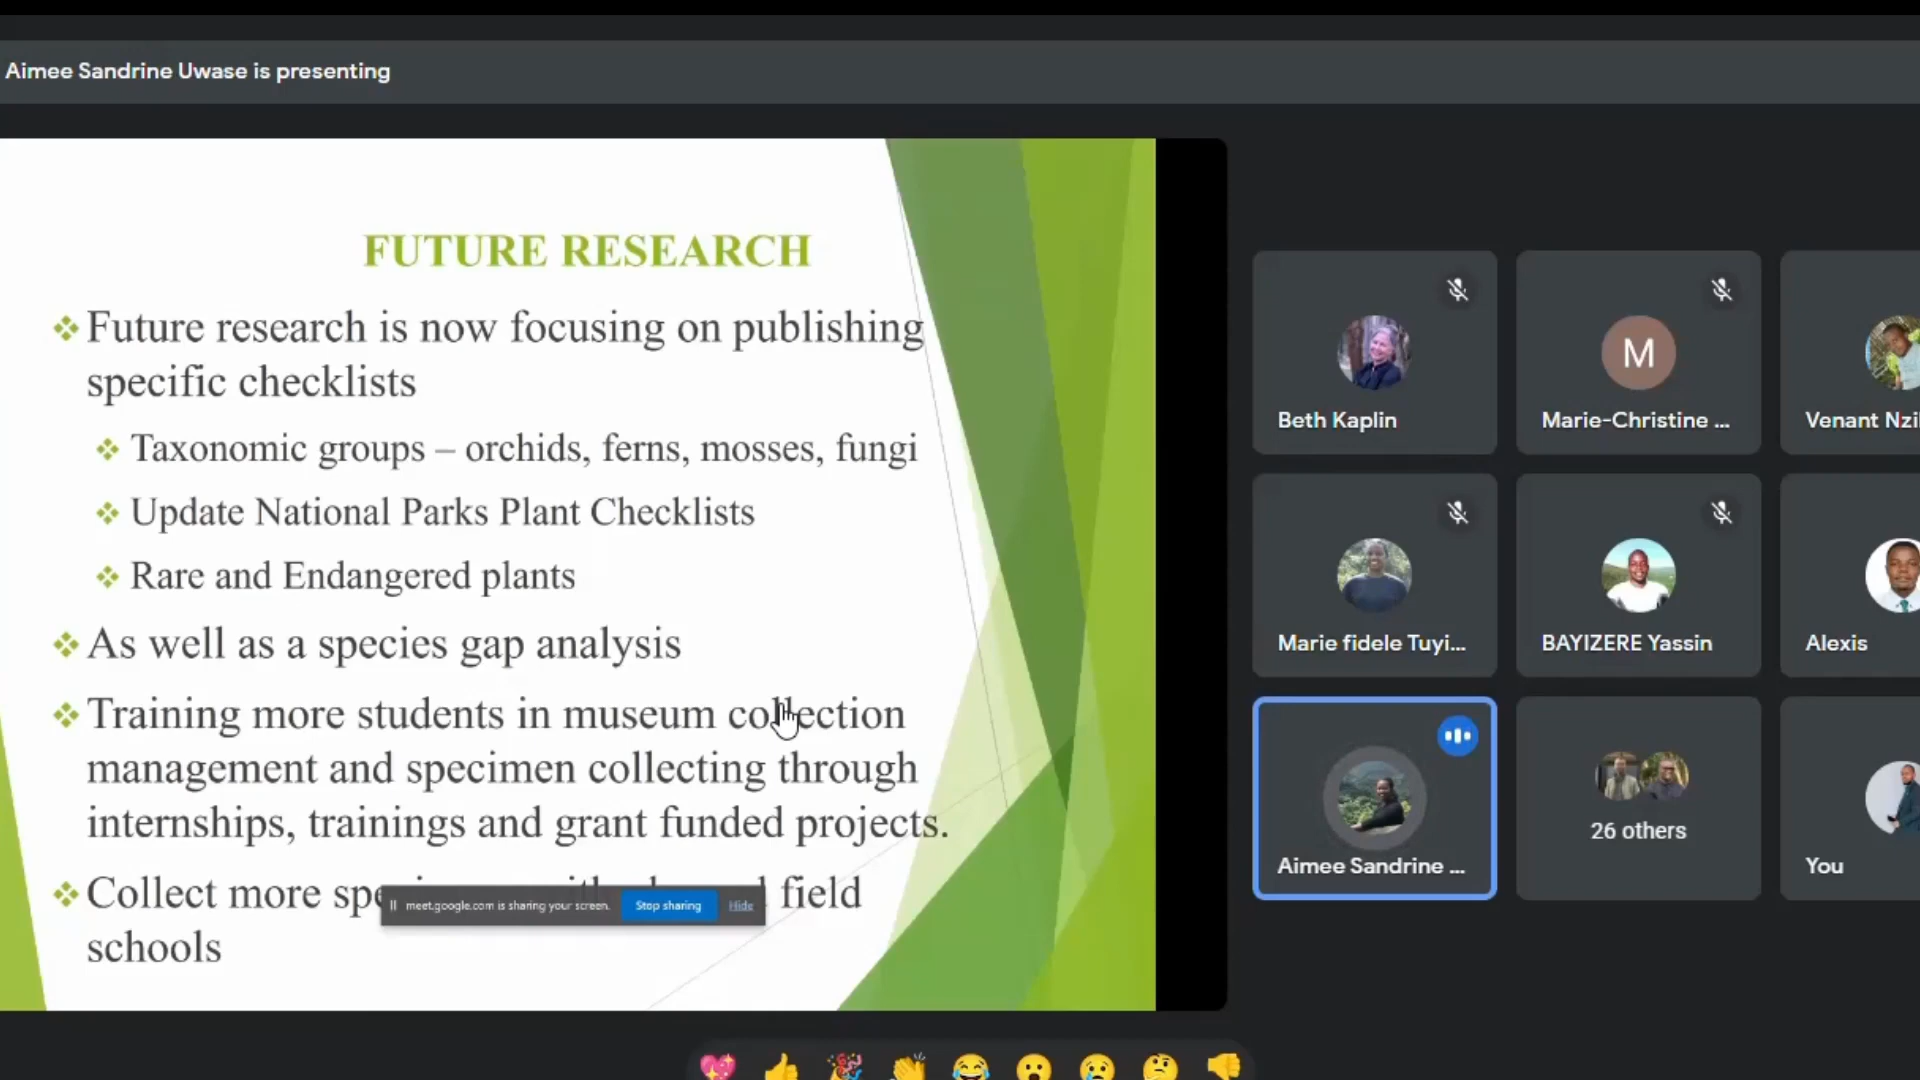 Aimee Sandrine Uwase is presenting
FUTURE RESEARCH
Future research is now focusing on publishing
specific checklists
Taxonomic groups – orchids, ferns, mosses, fungi
Update National Parks Plant Checklists
Rare and Endangered plants
As well as a species gap analysis
Training more students in museum collection
management and specimen collecting through
internships, trainings and grant funded projects.
Collect more field
schools
meet.google.com is sharing your screen. Stop sharing Hide
M
Beth Kaplin
Marie-Christine ...
Venant
Marie fidele Tuyi...
BAYIZERE Yassin
Alexis
Aimee Sandrine ...
26 others
You